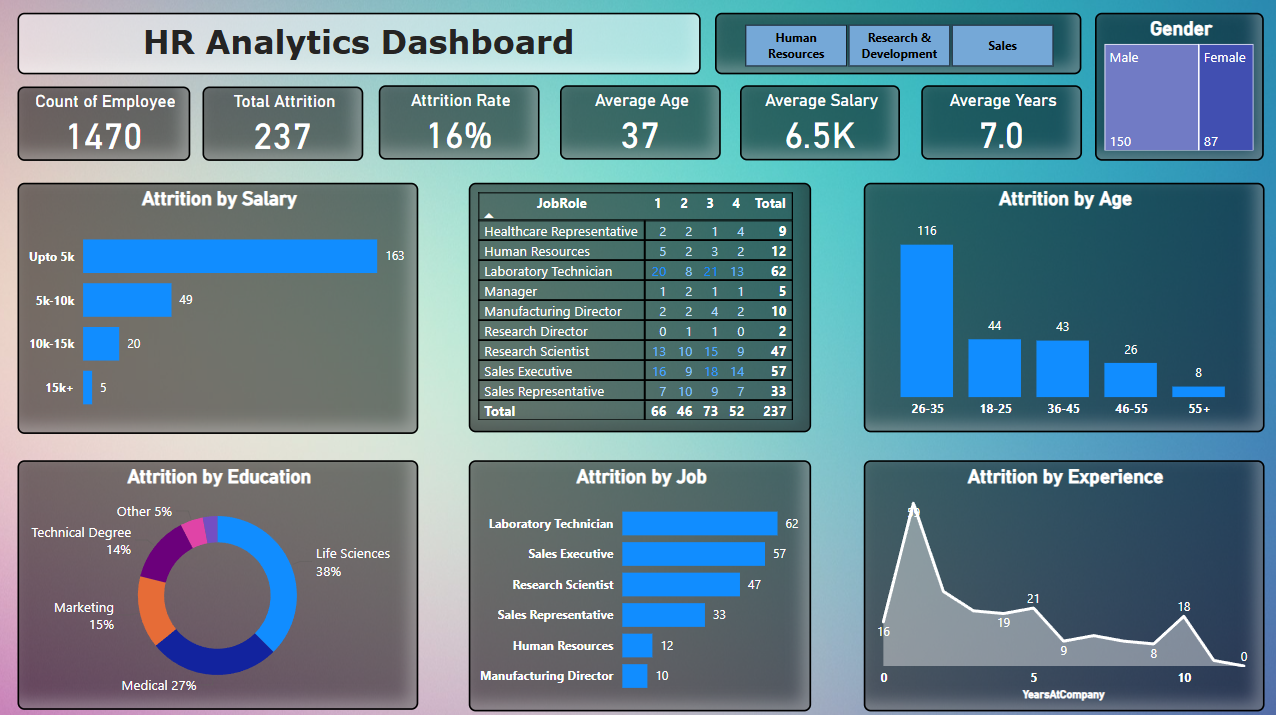 HR Analytics Dashboard
Human
Resources
Research &
Development
Sales
Gender
Male
Female
150
87
Count of Employee
1470
Total Attrition
237
Attrition Rate
16%
Average Age
37
Average Salary
6.5K
Average Years
7.0
Attrition by Salary
Upto 5k 163
5k-10k 49
10k-15k 20
15k+ 5
JobRole 1 2 3 4 Total
Healthcare Representative 2 2 1 4 9
Human Resources 5 2 3 2 12
Laboratory Technician 20 8 21 13 62
Manager 1 2 1 1 5
Manufacturing Director 2 2 4 2 10
Research Director 0 1 1 0 2
Research Scientist 13 10 15 9 47
Sales Executive 16 9 18 14 57
Sales Representative 7 10 9 7 33
Total 66 46 73 52 237
Attrition by Age
116
44
43
26
8
26-35 18-25 36-45 46-55 55+
Attrition by Education
Other 5%
Technical Degree
14%
Life Sciences
38%
Marketing
15%
Medical 27%
Attrition by Job
Laboratory Technician 62
Sales Executive 57
Research Scientist 47
Sales Representative 33
Human Resources 12
Manufacturing Director 10
Attrition by Experience
59
16
19
21
9
8
18
0
0 5 10
YearsAtCompany